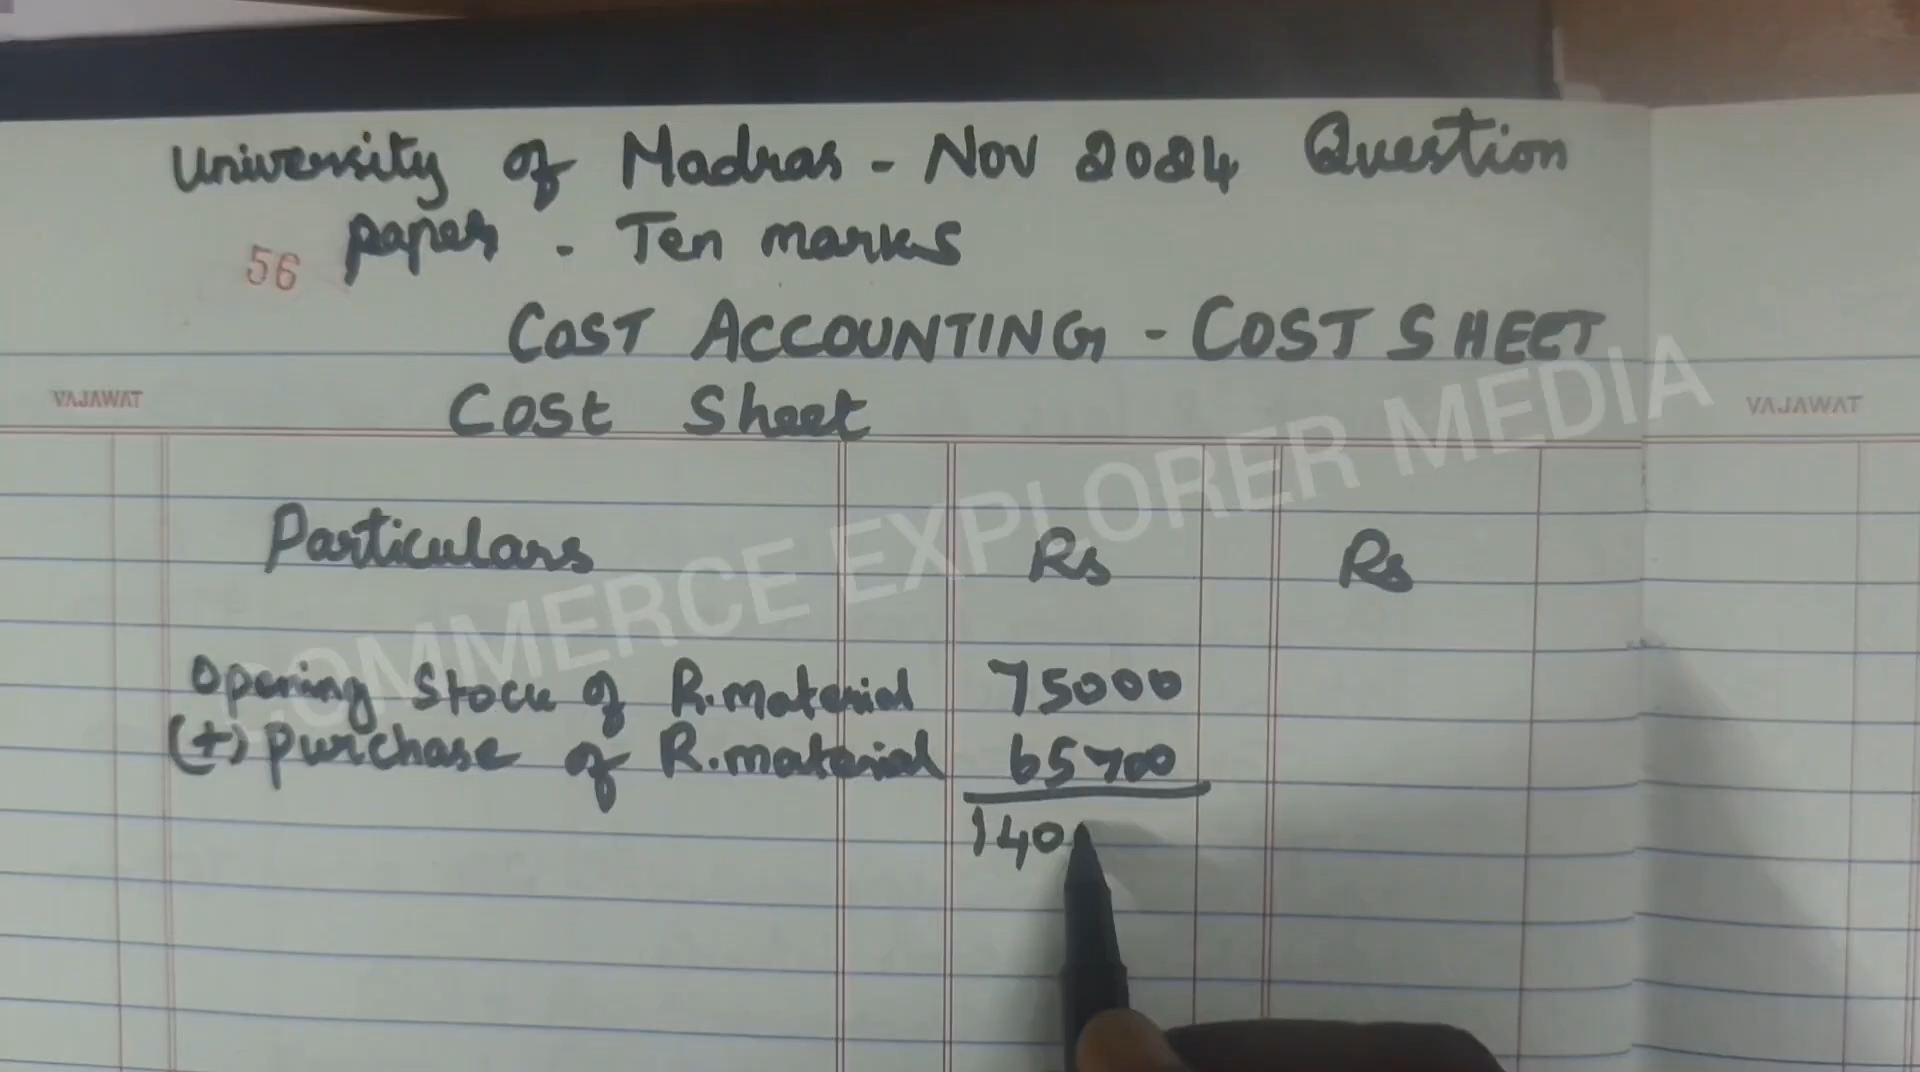 University of Madras - Nov 2024 Question
paper - Ten marks
56
COST ACCOUNTING - COST SHEET
VAJAWAT
Cost Sheet
VAJAWAT
COMMERCE EXPLORER MEDIA
Particulars Rs Rs
Opening Stock of R.material 75000
(+) Purchase of R.material 65700
140